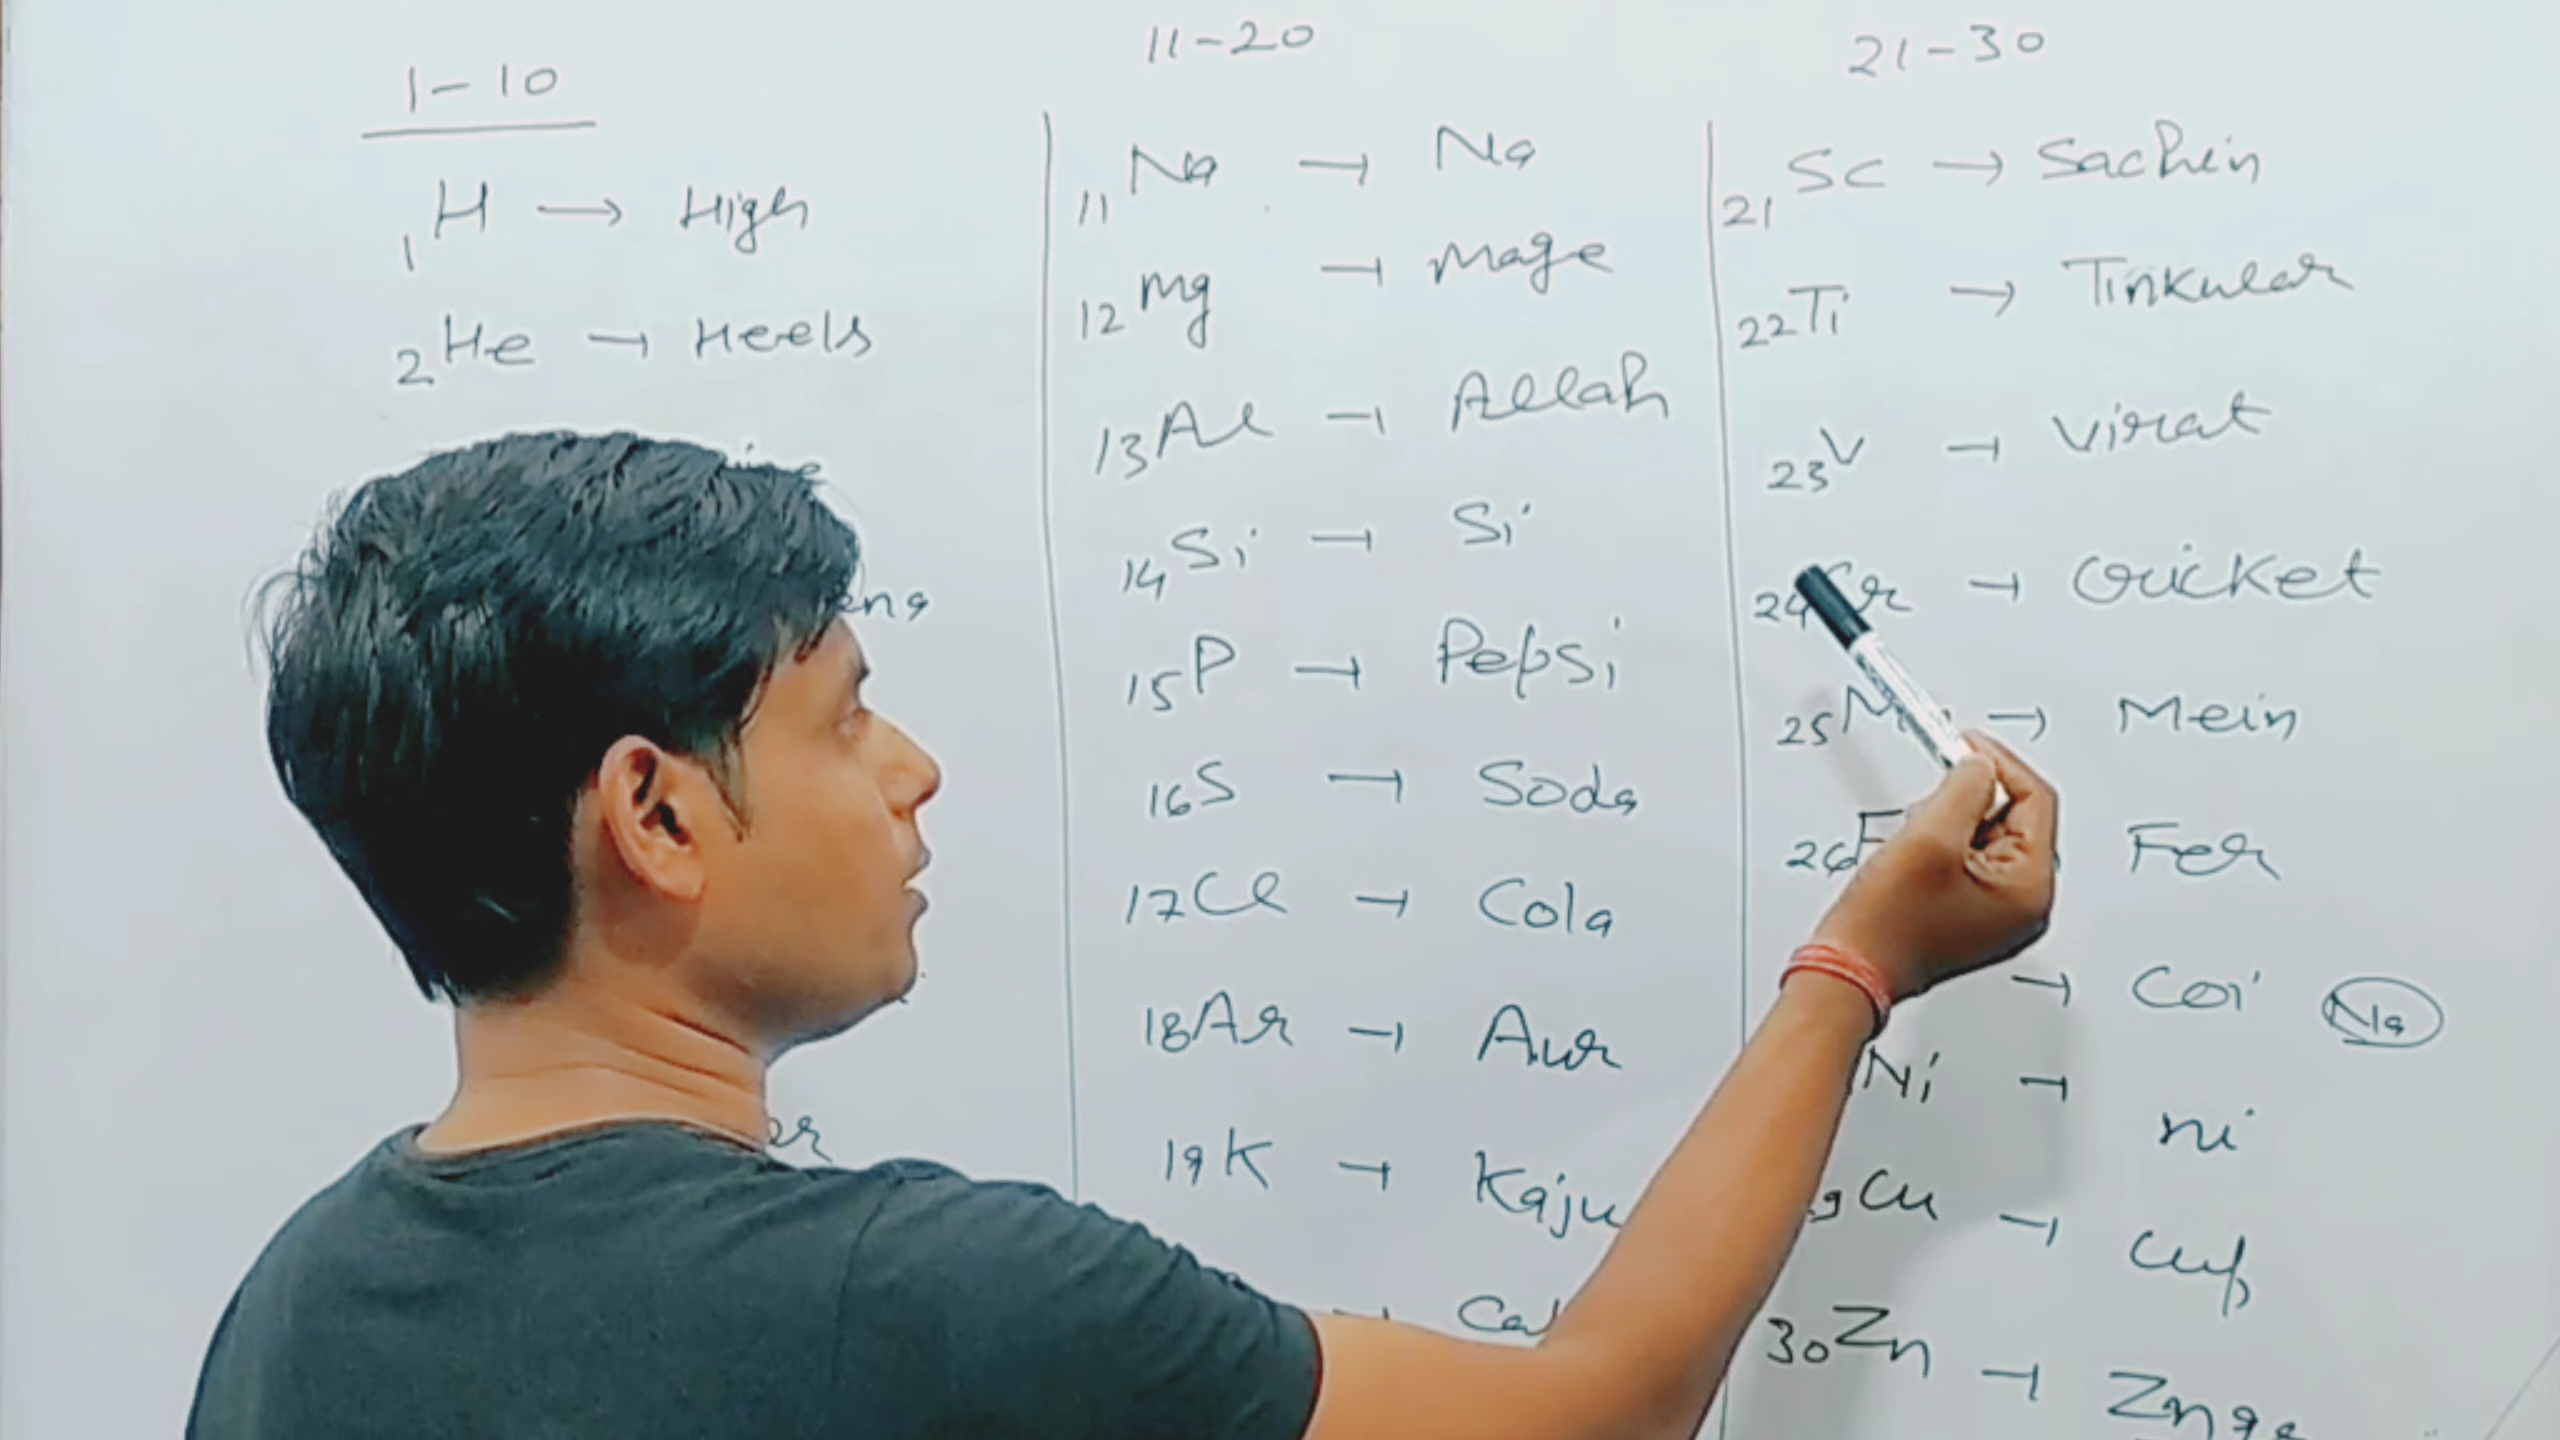 1-10
1 H → High
2 He → Heels
11-20
11 Na → Na
12 Mg → Mage
13 Al → Allah
14 Si → Si
15 P → Pepsi
16 S → Soda
17 Cl → Cola
18 Ar → Aur
19 K → Kaju
→
21-30
21 Sc → Sachin
22 Ti → Tinkular
23 V → Virat
24 Cr → Cricket
25 → Mein
26 Fer
→ Coi Na
Ni → ni
Cu → Cup
30 Zn →